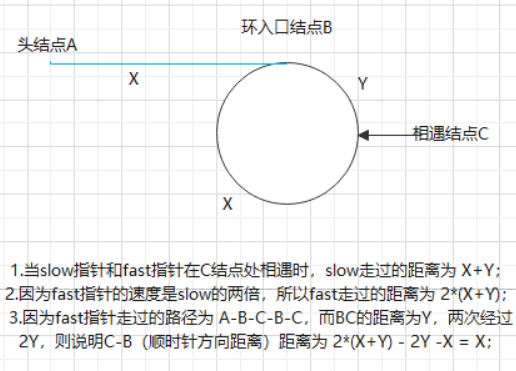 环入口结点B
头结点A
X
Y
相遇结点C
X
1.当slow指针和fast指针在C结点处相遇时，slow走过的距离为 X+Y；
2.因为fast指针的速度是slow的两倍，所以fast走过的距离为 2*(X+Y)；
3.因为fast指针走过的路径为 A-B-C-B-C，而BC的距离为Y，两次经过
2Y，则说明C-B（顺时针方向距离）距离为 2*(X+Y) - 2Y -X = X；